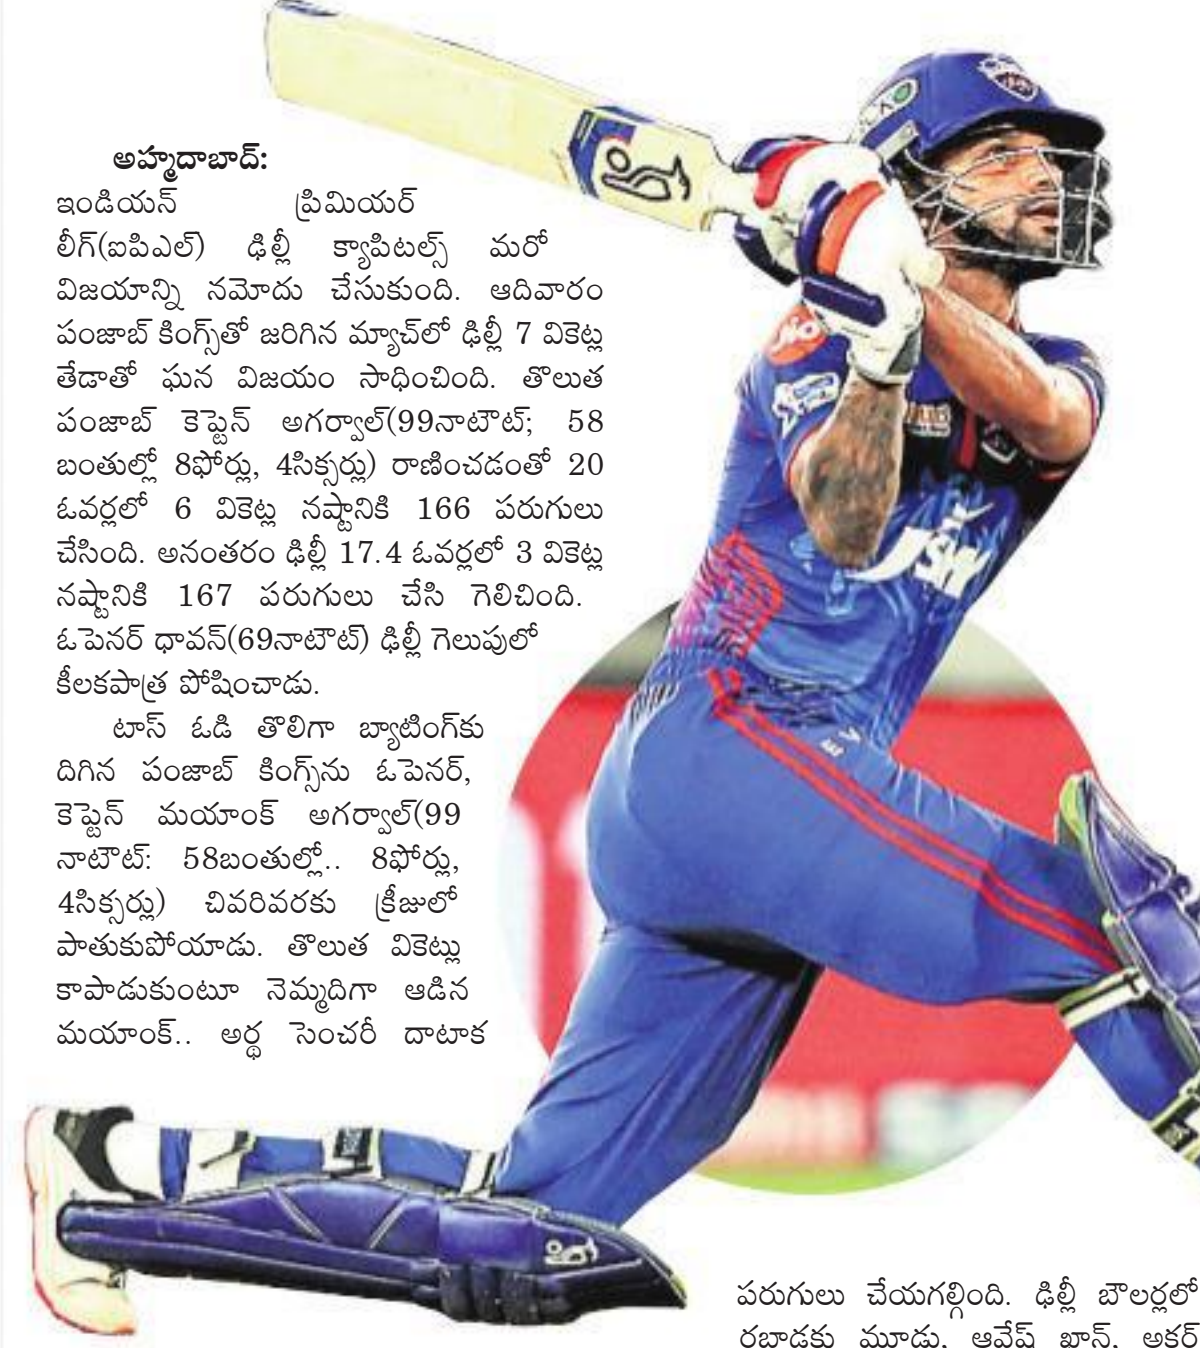 అహ్మదాబాద్:
ఇండియన్ ప్రీమియర్
లీగ్(ఐపిఎల్) ఢిల్లీ క్యాపిటల్స్ మరో
విజయాన్ని నమోదు చేసుకుంది. ఆదివారం
పంజాబ్ కింగ్స్‌తో జరిగిన మ్యాచ్‌లో ఢిల్లీ 7 వికెట్ల
తేడాతో ఘన విజయం సాధించింది. తొలుత
పంజాబ్ కెప్టెన్ అగర్వాల్(99నాటౌట్; 58
బంతుల్లో 8ఫోర్లు, 4సిక్సర్లు) రాణించడంతో 20
ఓవర్లలో 6 వికెట్ల నష్టానికి 166 పరుగులు
చేసింది. అనంతరం ఢిల్లీ 17.4 ఓవర్లలో 3 వికెట్ల
నష్టానికి 167 పరుగులు చేసి గెలిచింది.
ఓపెనర్ ధావన్(69నాటౌట్) ఢిల్లీ గెలుపులో
కీలకపాత్ర పోషించాడు.
టాస్ ఓడి తొలిగా బ్యాటింగ్‌కు
దిగిన పంజాబ్ కింగ్స్‌ను ఓపెనర్,
కెప్టెన్ మయాంక్ అగర్వాల్(99
నాటౌట్: 58బంతుల్లో.. 8ఫోర్లు,
4సిక్సర్లు) చివరివరకు క్రీజులో
పాతుకుపోయాడు. తొలుత వికెట్లు
కాపాడుకుంటూ నెమ్మదిగా ఆడిన
మయాంక్.. అర్థ సెంచరీ దాటాక
Jio
JSW
పరుగులు చేయగల్గింది. ఢిల్లీ బౌలర్లలో
రబాడకు మూడు, ఆవేష్ ఖాన్, అకర్